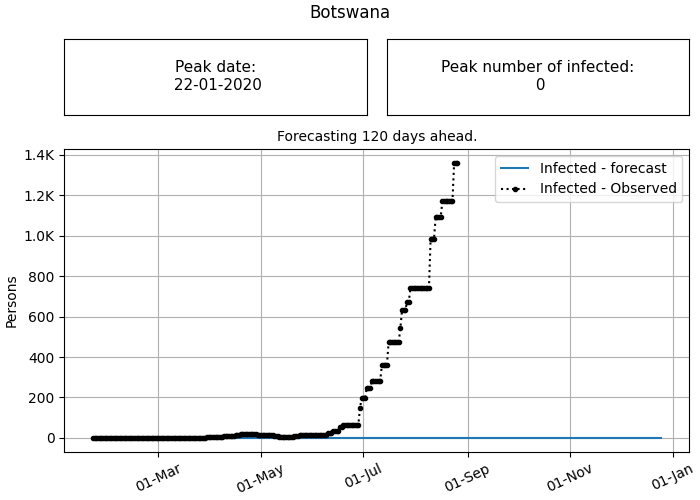 Botswana
Peak date:
22-01-2020
Peak number of infected:
0
Forecasting 120 days ahead.
Infected - forecast
Infected - Observed
Persons
1.4K
1.2K
1.0K
800
600
400
200
0
01-Mar
01-May
01-Jul
01-Sep
01-Nov
01-Jan